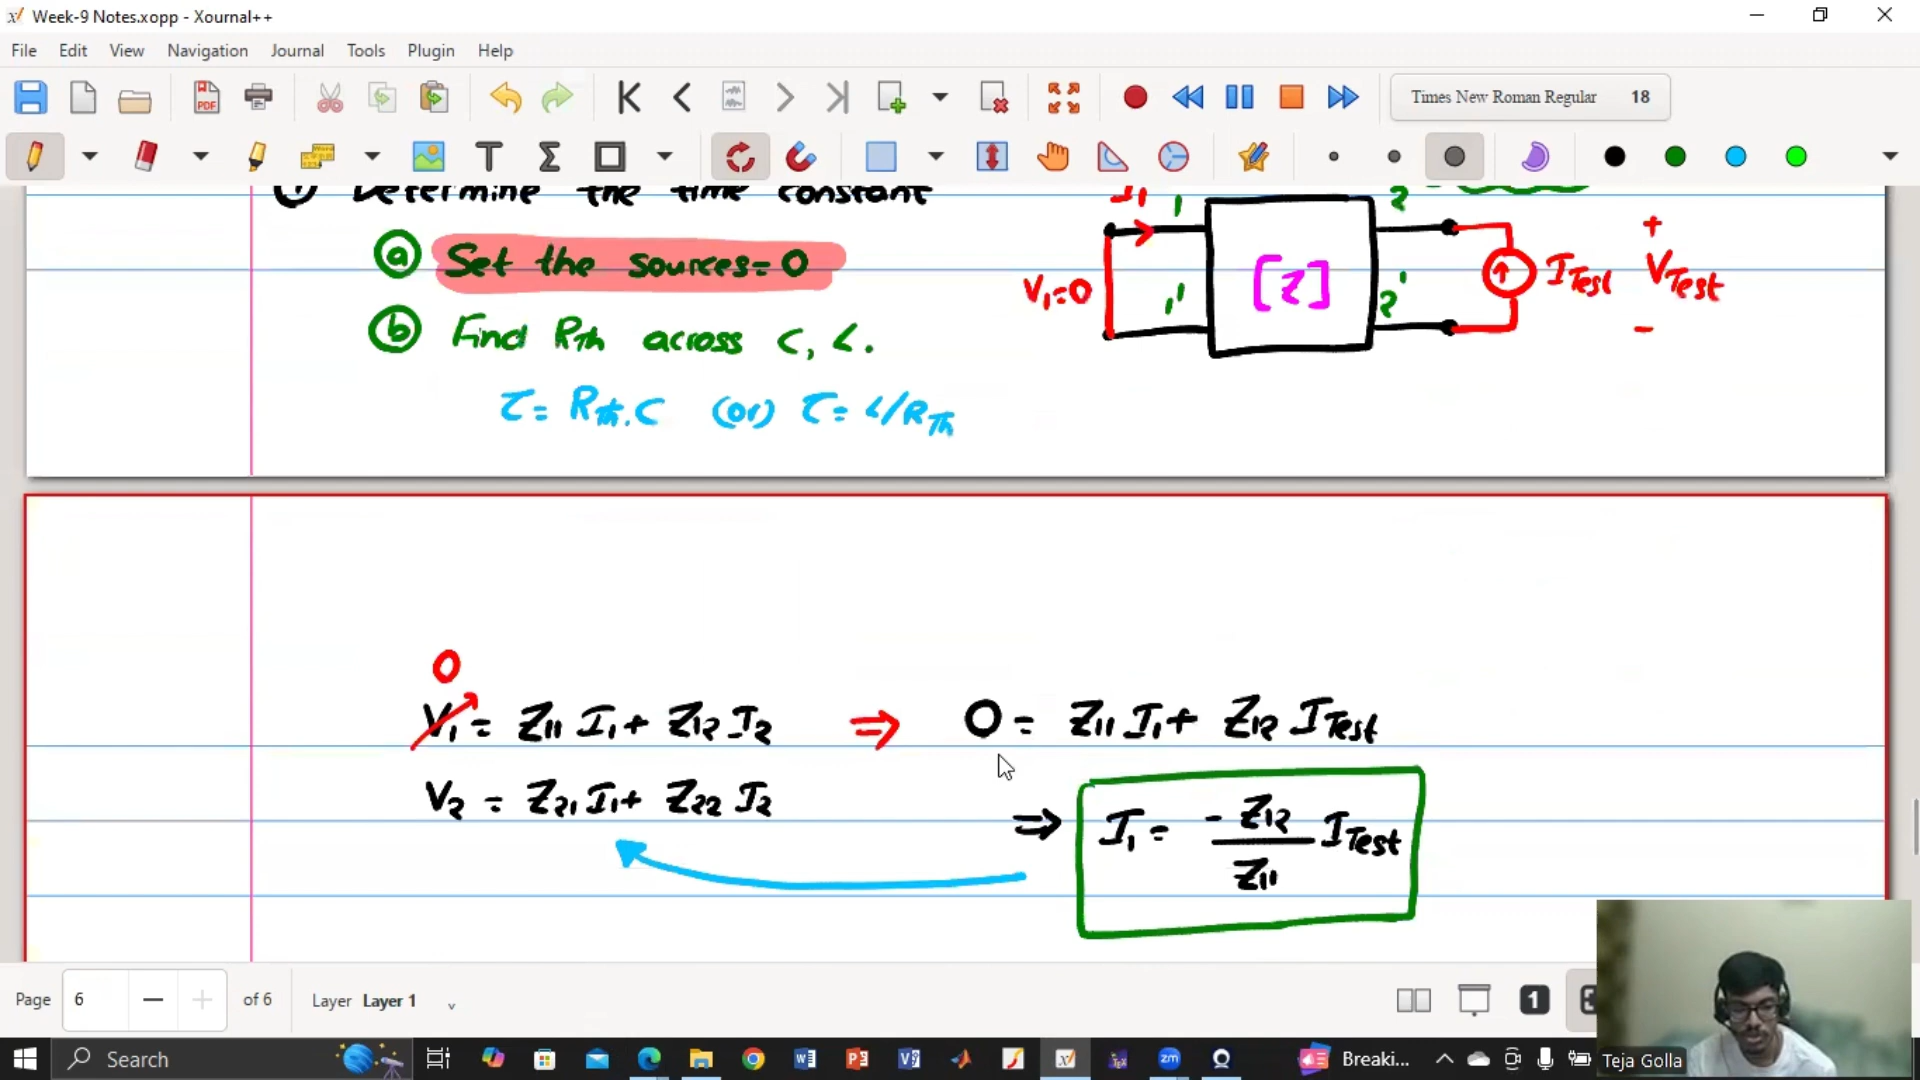 Week-9 Notes.xopp - Xournal++
File Edit View Navigation Journal Tools Plugin Help
PDF
Times New Roman Regular 18
Determine the time constant
ⓐ Set the sources=0
ⓑ Find RTh across C, L.
τ= RTh.C (or) τ= L/RTh
I1 1 2
V1=0 [Z] ITest + VTest -
1' 2'
0
V1 = Z11 I1+ Z12 I2 ⇒ 0 = Z11 I1+ Z12 ITest
V2 = Z21 I1+ Z22 I2
⇒ I1 = -Z12/Z11 ITest
Page 6 of 6 Layer Layer 1 1
Search Breaki... Teja Golla